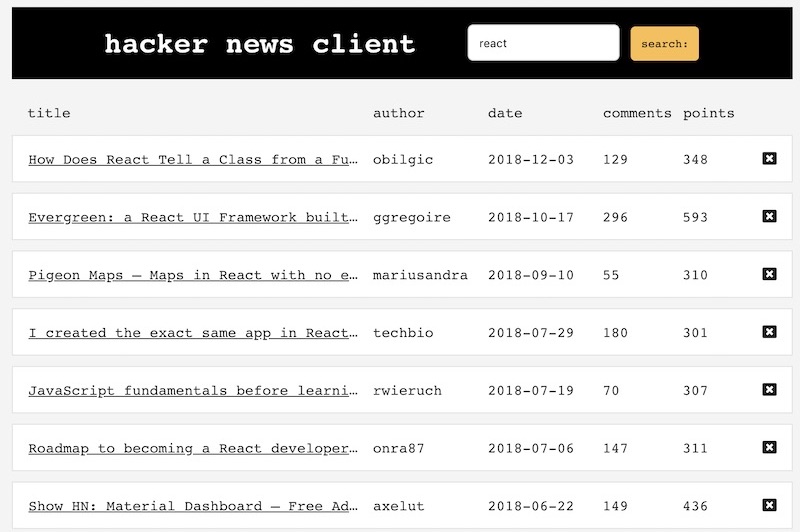 hacker news client react search:
title author date comments points
How Does React Tell a Class from a Fu… obilgic 2018-12-03 129 348
Evergreen: a React UI Framework built… ggregoire 2018-10-17 296 593
Pigeon Maps – Maps in React with no e… mariusandra 2018-09-10 55 310
I created the exact same app in React… techbio 2018-07-29 180 301
JavaScript fundamentals before learni… rwieruch 2018-07-19 70 307
Roadmap to becoming a React developer… onra87 2018-07-06 147 311
Show HN: Material Dashboard – Free Ad… axelut 2018-06-22 149 436